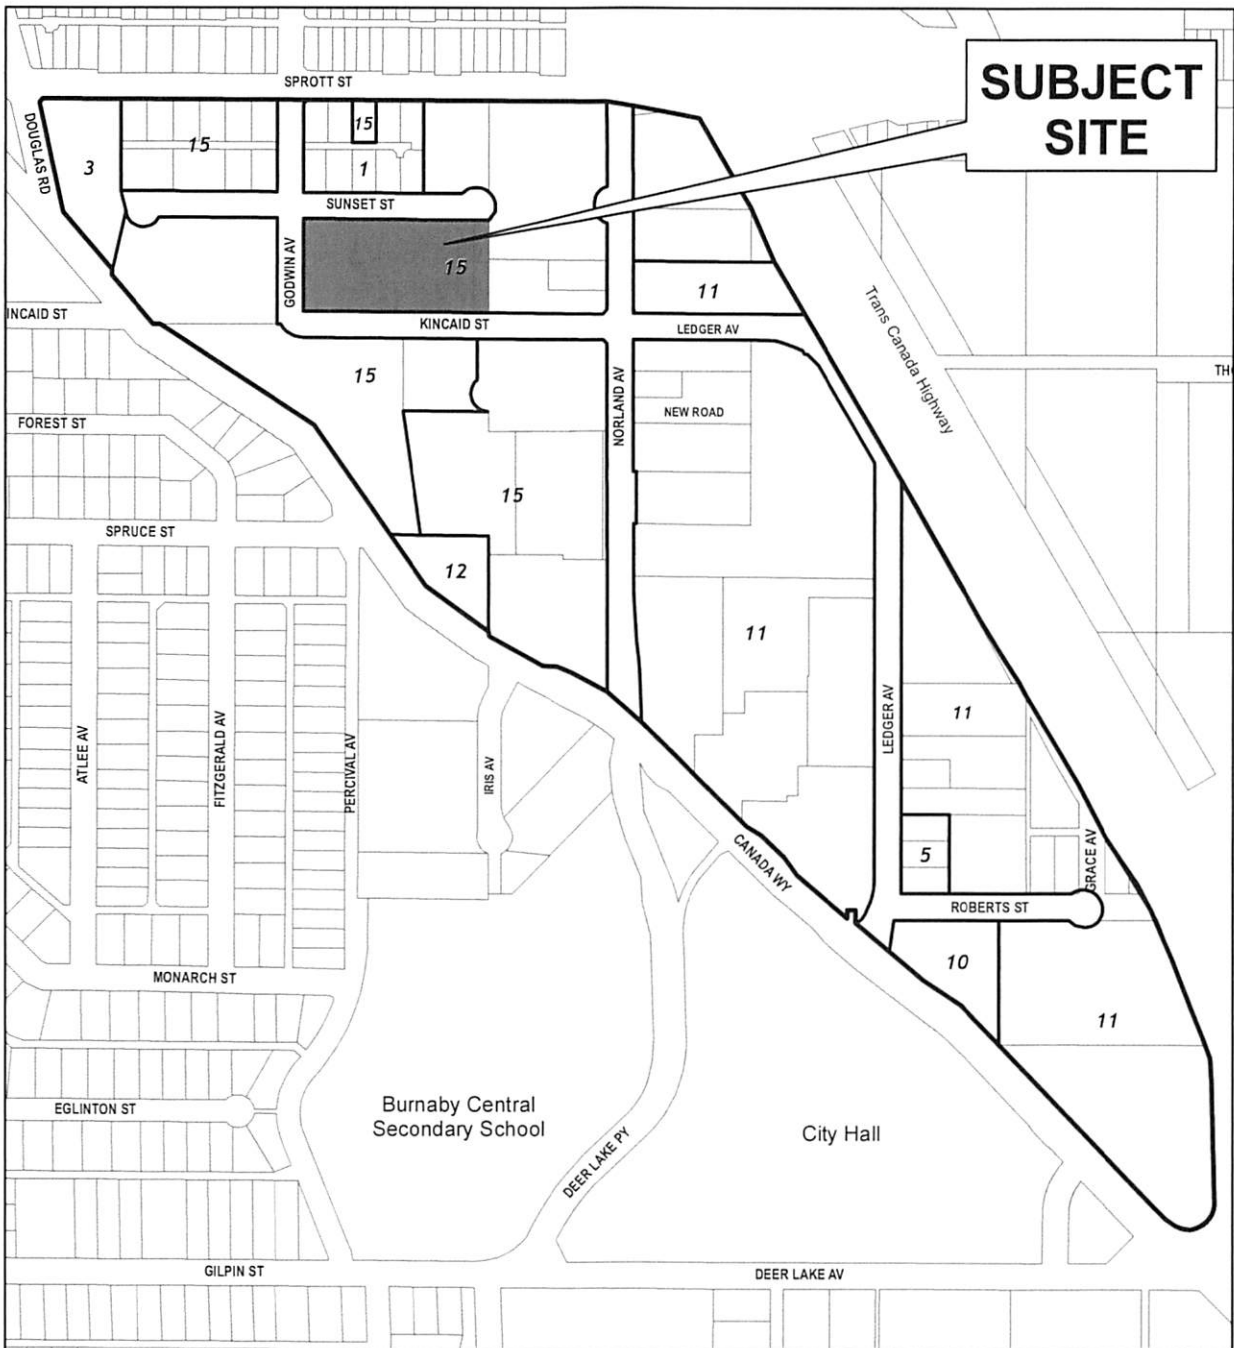 SPROTT ST
SUBJECT
SITE
DOUGLAS RD
3
15
15
1
SUNSET ST
GODWIN AV
15
11
INCAID ST
KINCAID ST
LEDGER AV
Trans Canada Highway
TH
15
NORLAND AV
NEW ROAD
FOREST ST
15
SPRUCE ST
12
11
ATLEE AV
FITZGERALD AV
PERCIVAL AV
IRIS AV
LEDGER AV
11
CANADA WY
5
GRACE AV
ROBERTS ST
MONARCH ST
10
11
EGLINTON ST
Burnaby Central
Secondary School
DEER LAKE PY
City Hall
GILPIN ST
DEER LAKE AV